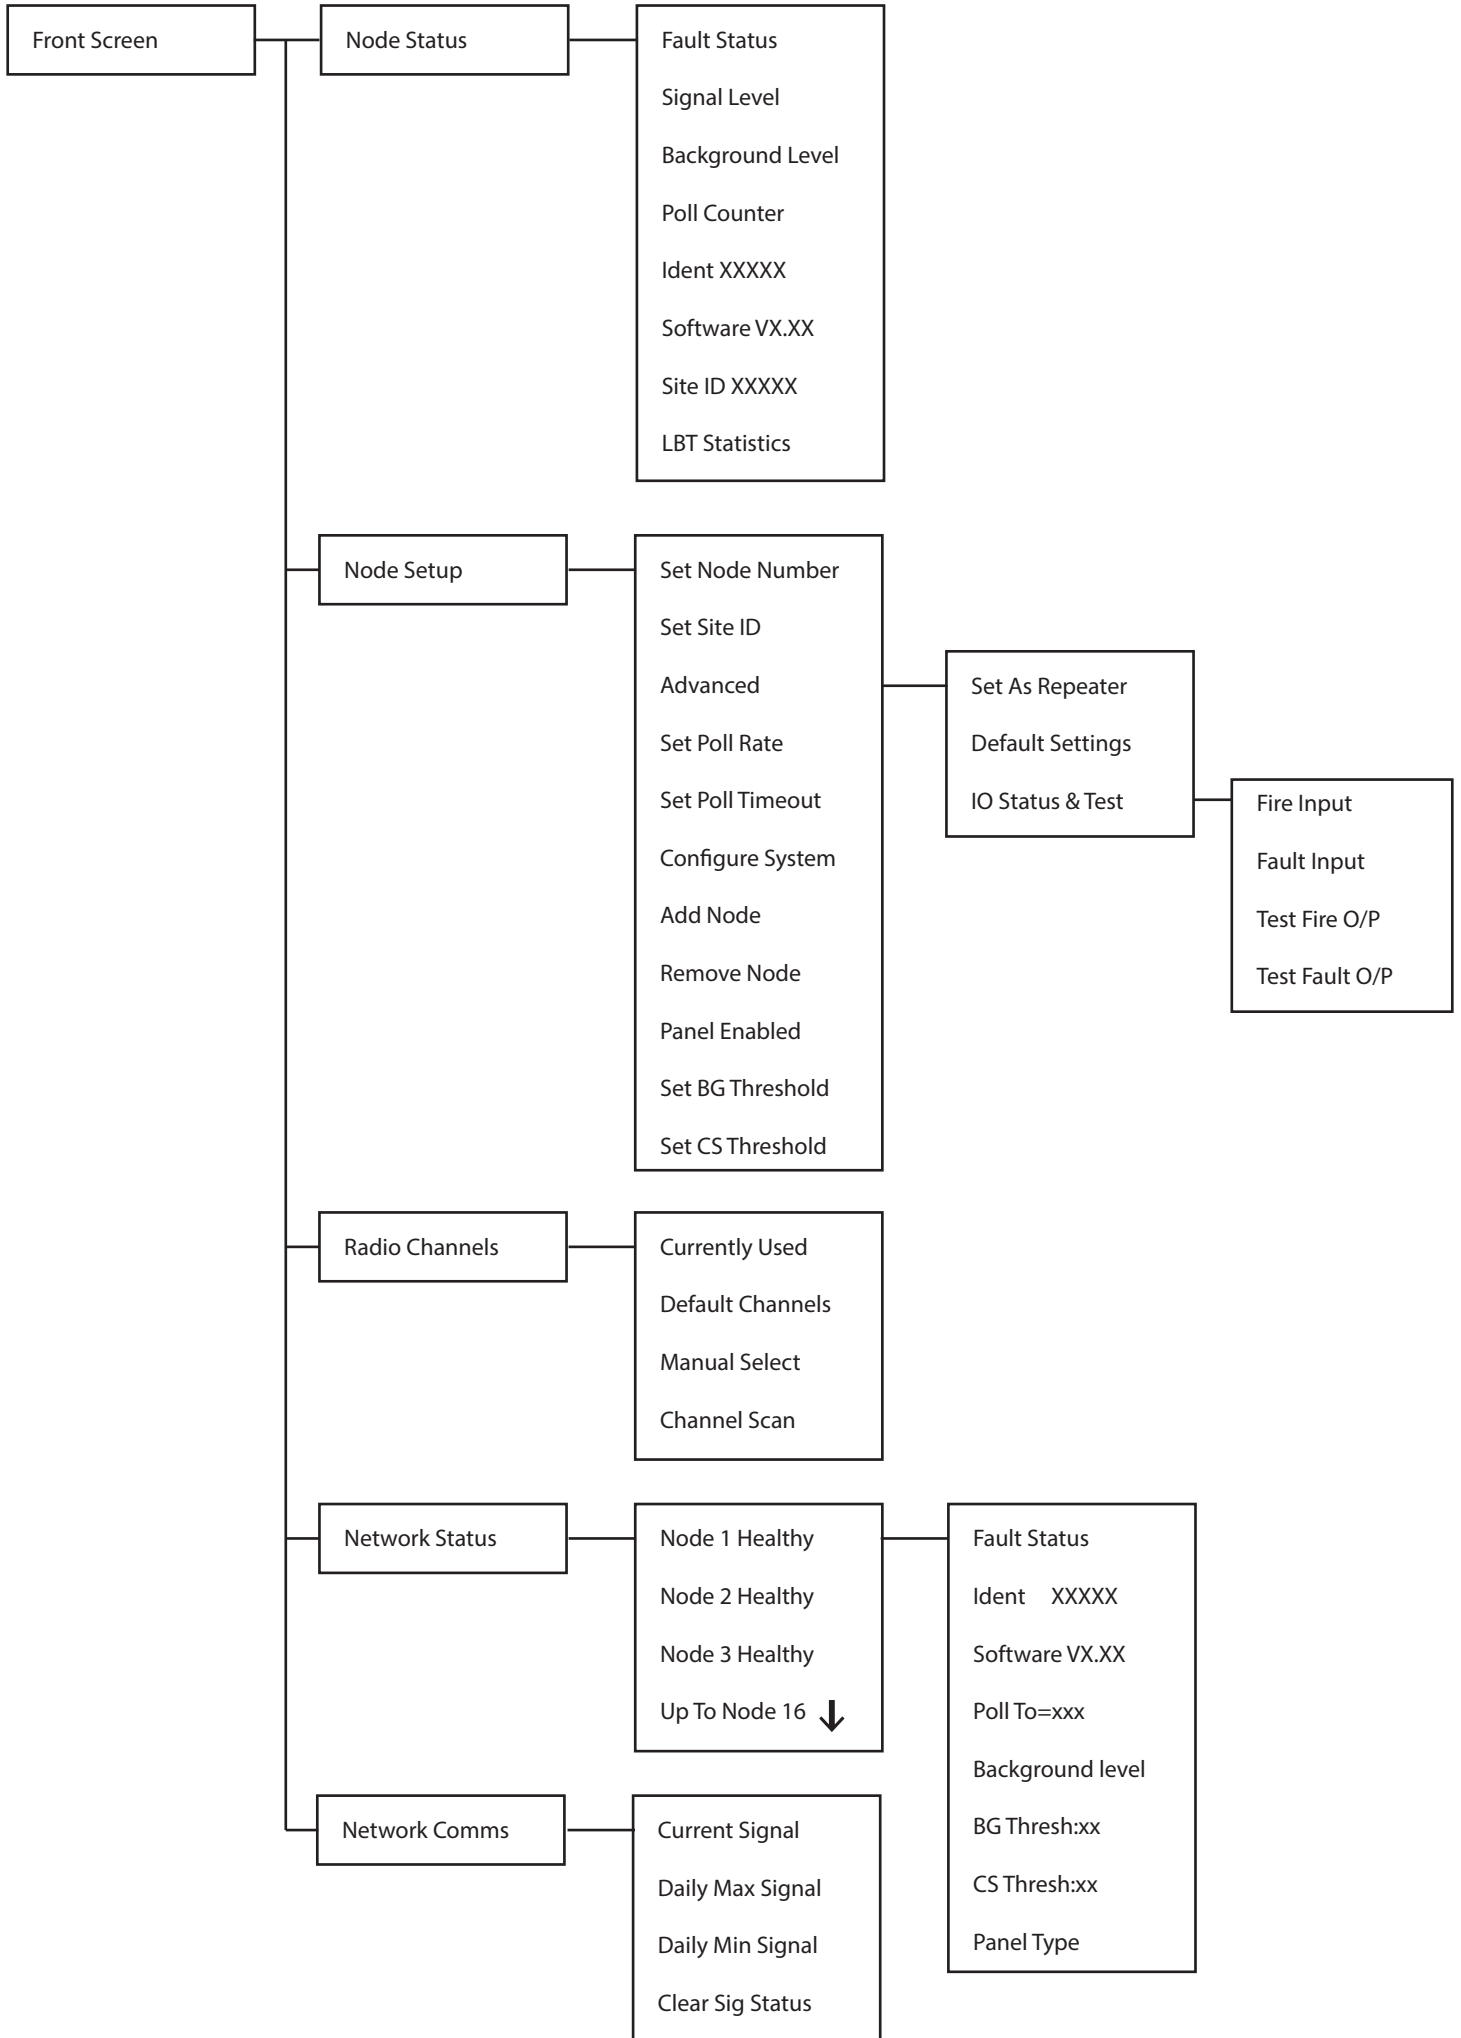 Front Screen
Node Status
Fault Status
Signal Level
Background Level
Poll Counter
Ident XXXXX
Software VX.XX
Site ID XXXXX
LBT Statistics
Node Setup
Set Node Number
Set Site ID
Advanced
Set Poll Rate
Set Poll Timeout
Configure System
Add Node
Remove Node
Panel Enabled
Set BG Threshold
Set CS Threshold
Set As Repeater
Default Settings
IO Status & Test
Fire Input
Fault Input
Test Fire O/P
Test Fault O/P
Radio Channels
Currently Used
Default Channels
Manual Select
Channel Scan
Network Status
Node 1 Healthy
Node 2 Healthy
Node 3 Healthy
Up To Node 16
Fault Status
Ident XXXXX
Software VX.XX
Poll To=xxx
Background level
BG Thresh:xx
CS Thresh:xx
Panel Type
Network Comms
Current Signal
Daily Max Signal
Daily Min Signal
Clear Sig Status